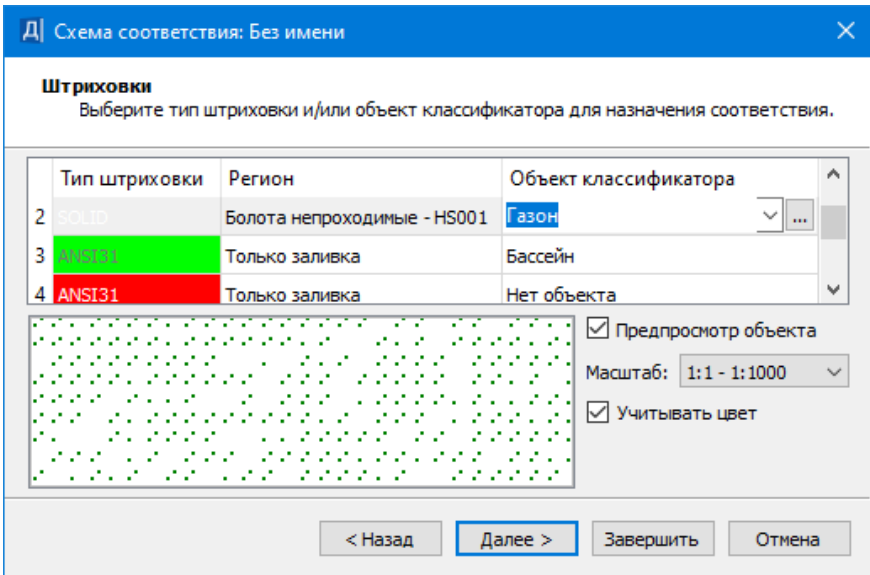 Д Схема соответствия: Без имени
Штриховки
Выберите тип штриховки и/или объект классификатора для назначения соответствия.
Тип штриховки Регион Объект классификатора
2 SOLID Болота непроходимые - HS001 Газон ...
3 ANSI31 Только заливка Бассейн
4 ANSI31 Только заливка Нет объекта
Предпросмотр объекта
Масштаб: 1:1 - 1:1000
Учитывать цвет
< Назад Далее > Завершить Отмена